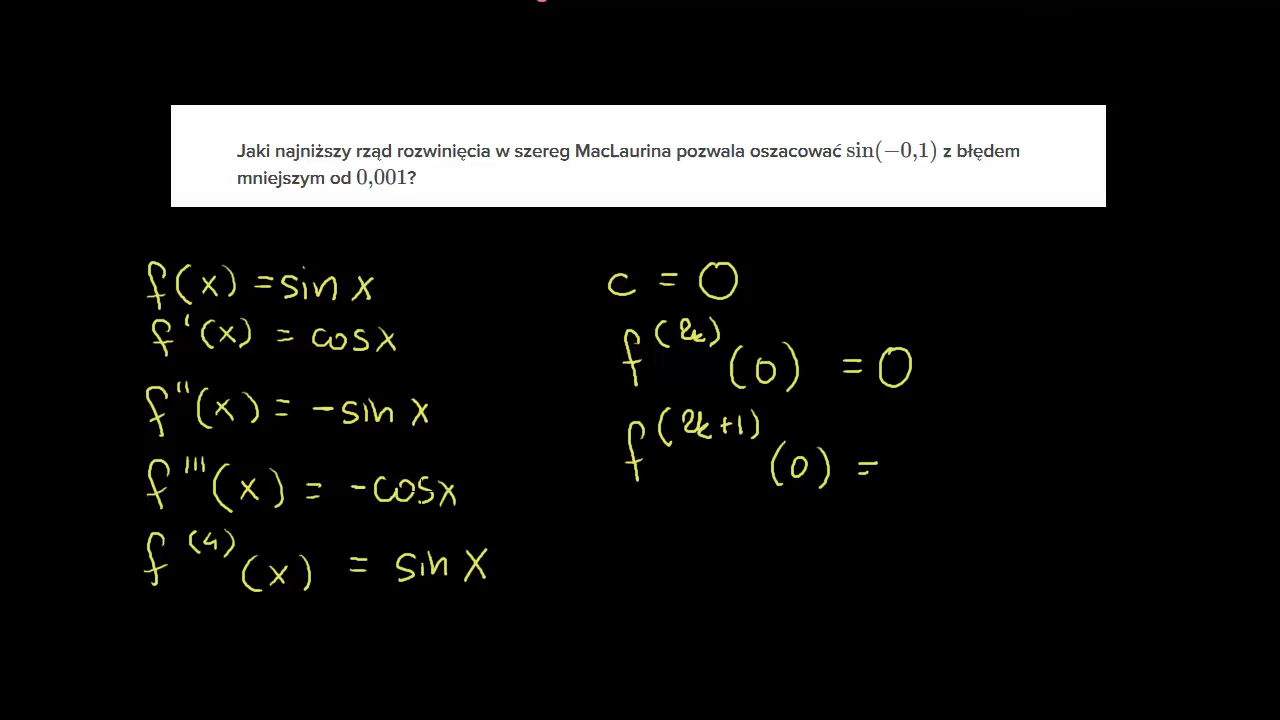 Jaki najniższy rząd rozwinięcia w szereg MacLaurina pozwala oszacować sin(−0,1) z błędem
mniejszym od 0,001?
f(x) = sin x
f'(x) = cos x
f''(x) = -sin x
f'''(x) = -cosx
f^(4)(x) = sin x
c = 0
f^(2k)(0) = 0
f^(2k+1)(0) =